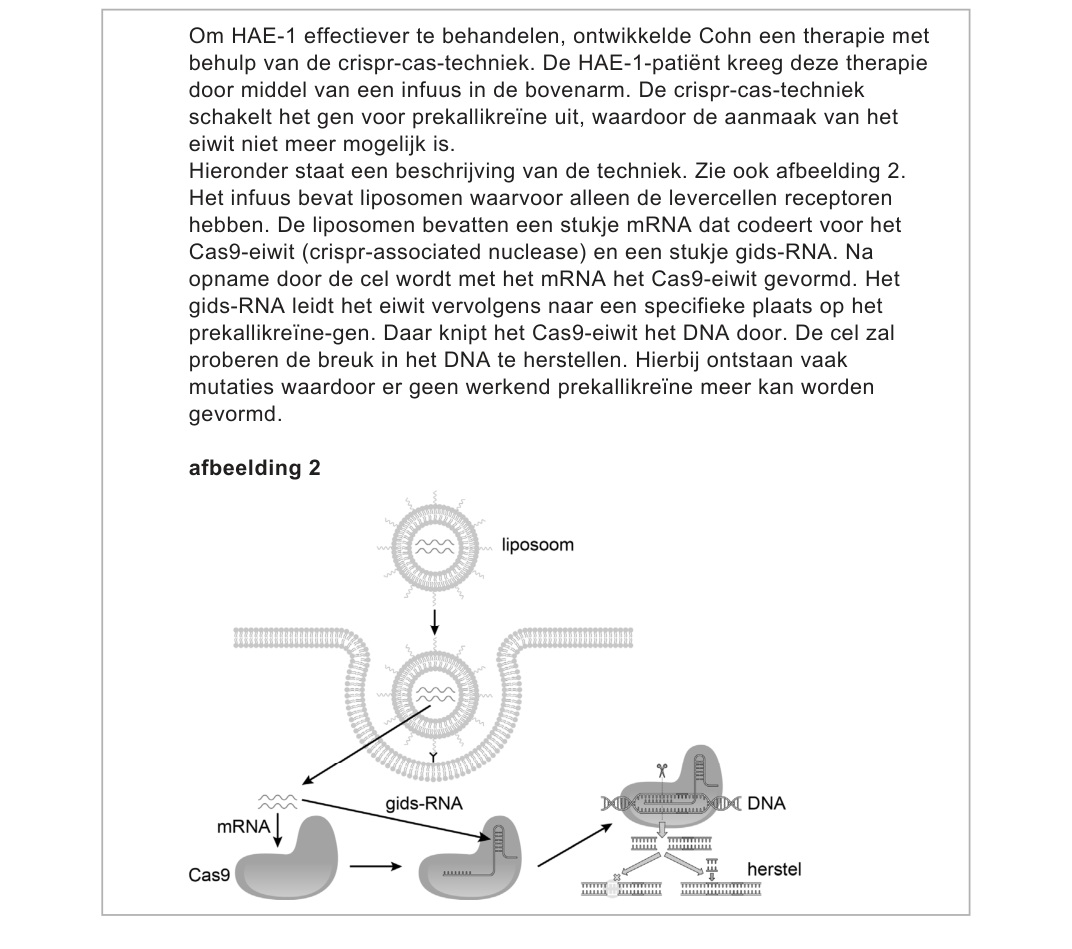 Om HAE-1 effectiever te behandelen, ontwikkelde Cohn een therapie met
behulp van de crispr-cas-techniek. De HAE-1-patiënt kreeg deze therapie
door middel van een infuus in de bovenarm. De crispr-cas-techniek
schakelt het gen voor prekallikreïne uit, waardoor de aanmaak van het
eiwit niet meer mogelijk is.
Hieronder staat een beschrijving van de techniek. Zie ook afbeelding 2.
Het infuus bevat liposomen waarvoor alleen de levercellen receptoren
hebben. De liposomen bevatten een stukje mRNA dat codeert voor het
Cas9-eiwit (crispr-associated nuclease) en een stukje gids-RNA. Na
opname door de cel wordt met het mRNA het Cas9-eiwit gevormd. Het
gids-RNA leidt het eiwit vervolgens naar een specifieke plaats op het
prekallikreïne-gen. Daar knipt het Cas9-eiwit het DNA door. De cel zal
proberen de breuk in het DNA te herstellen. Hierbij ontstaan vaak
mutaties waardoor er geen werkend prekallikreïne meer kan worden
gevormd.
afbeelding 2
liposoom
gids-RNA
DNA
mRNA
Cas9
herstel